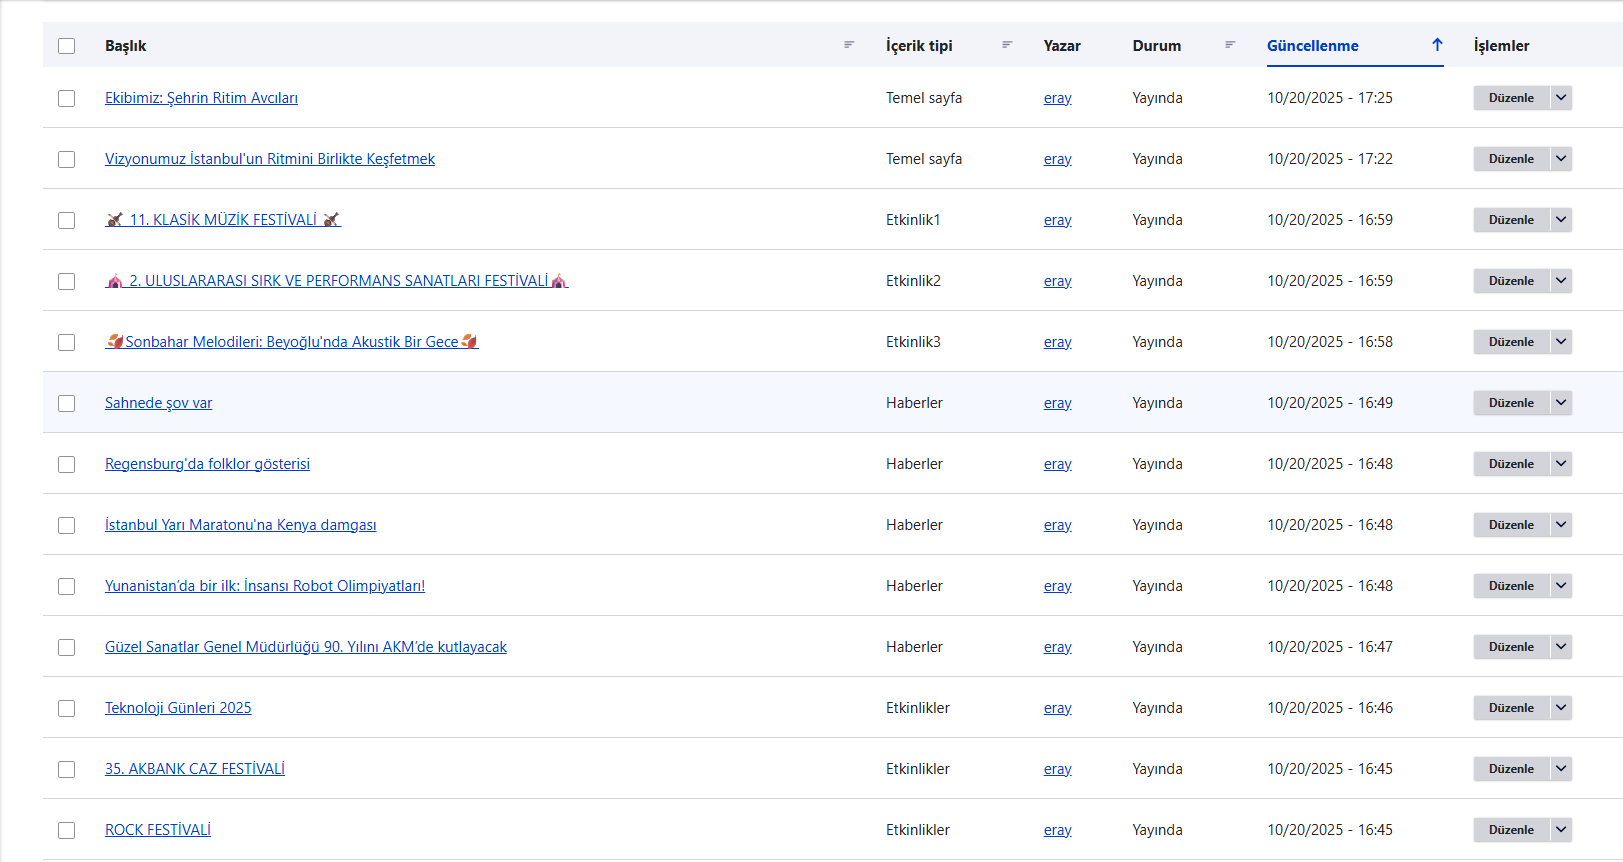 Başlık İçerik tipi Yazar Durum Güncellenme İşlemler
Ekibimiz: Şehrin Ritim Avcıları Temel sayfa eray Yayında 10/20/2025 - 17:25 Düzenle
Vizyonumuz İstanbul'un Ritmini Birlikte Keşfetmek Temel sayfa eray Yayında 10/20/2025 - 17:22 Düzenle
🎻 11. KLASİK MÜZİK FESTİVALİ 🎻 Etkinlik1 eray Yayında 10/20/2025 - 16:59 Düzenle
🎪 2. ULUSLARARASI SIRK VE PERFORMANS SANATLARI FESTİVALİ🎪 Etkinlik2 eray Yayında 10/20/2025 - 16:59 Düzenle
🍂Sonbahar Melodileri: Beyoğlu'nda Akustik Bir Gece🍂 Etkinlik3 eray Yayında 10/20/2025 - 16:58 Düzenle
Sahnede şov var Haberler eray Yayında 10/20/2025 - 16:49 Düzenle
Regensburg'da folklor gösterisi Haberler eray Yayında 10/20/2025 - 16:48 Düzenle
İstanbul Yarı Maratonu'na Kenya damgası Haberler eray Yayında 10/20/2025 - 16:48 Düzenle
Yunanistan'da bir ilk: İnsansı Robot Olimpiyatları! Haberler eray Yayında 10/20/2025 - 16:48 Düzenle
Güzel Sanatlar Genel Müdürlüğü 90. Yılını AKM'de kutlayacak Haberler eray Yayında 10/20/2025 - 16:47 Düzenle
Teknoloji Günleri 2025 Etkinlikler eray Yayında 10/20/2025 - 16:46 Düzenle
35. AKBANK CAZ FESTİVALİ Etkinlikler eray Yayında 10/20/2025 - 16:45 Düzenle
ROCK FESTİVALİ Etkinlikler eray Yayında 10/20/2025 - 16:45 Düzenle